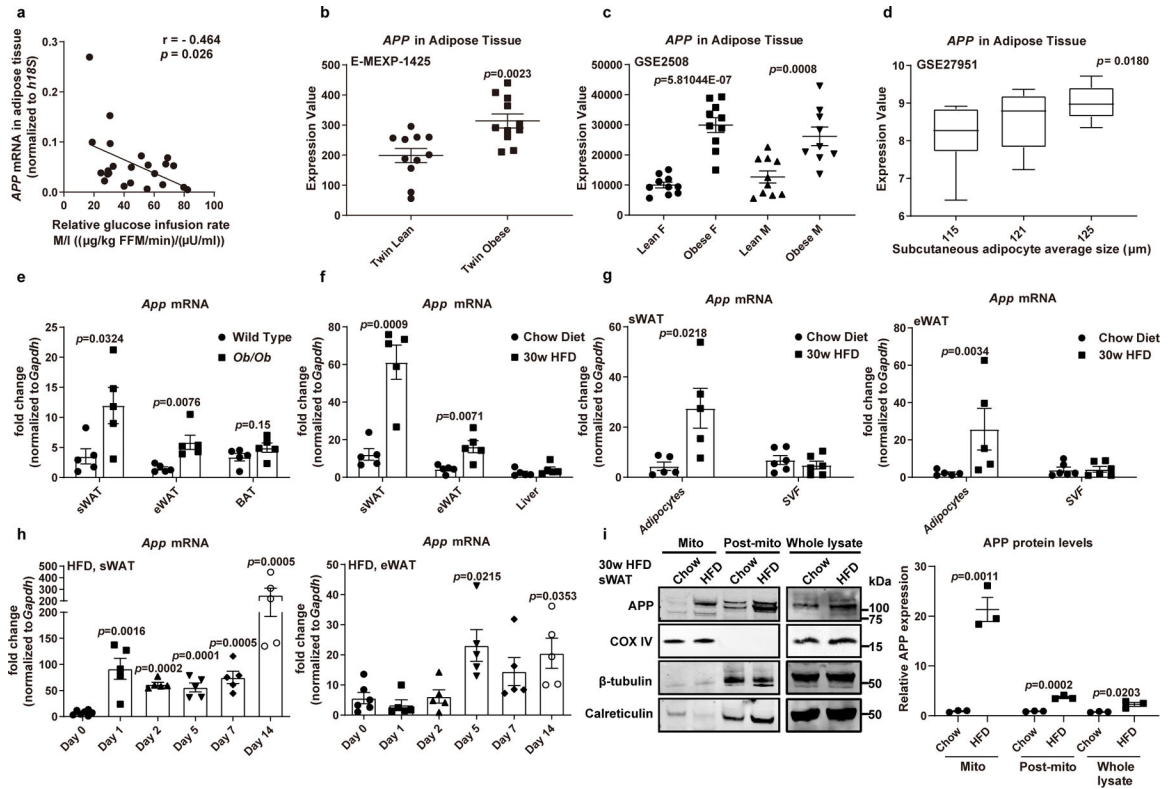 a
r = - 0.464
p = 0.026
APP mRNA in adipose tissue
(normalized to h18S)
0.3
0.2
0.1
0.0
0 20 40 60 80 100
Relative glucose infusion rate
M/I ((µg/kg FFM/min)/(µU/ml))
b
APP in Adipose Tissue
E-MEXP-1425
p=0.0023
Expression Value
500
400
300
200
100
0
Twin Lean
Twin Obese
c
APP in Adipose Tissue
GSE2508
p=5.81044E-07
p=0.0008
Expression Value
50000
40000
30000
20000
10000
0
Lean F
Obese F
Lean M
Obese M
d
APP in Adipose Tissue
GSE27951
p= 0.0180
Expression Value
10
9
8
7
6
115
121
125
Subcutaneous adipocyte average size (µm)
e
App mRNA
Wild Type
Ob/Ob
p=0.0324
p=0.0076
p=0.15
fold change
(normalized to Gapdh)
25
20
15
10
5
0
sWAT
eWAT
BAT
f
App mRNA
Chow Diet
30w HFD
p=0.0009
p=0.0071
fold change
(normalized to Gapdh)
80
60
40
20
0
sWAT
eWAT
Liver
g
App mRNA
sWAT
Chow Diet
30w HFD
p=0.0218
fold change
(normalized to Gapdh)
60
40
20
0
Adipocytes
SVF
App mRNA
eWAT
Chow Diet
30w HFD
p=0.0034
fold change
(normalized to Gapdh)
80
60
40
20
0
Adipocytes
SVF
h
App mRNA
HFD, sWAT
p=0.0016
p=0.0002
p=0.0001
p=0.0005
p=0.0005
fold change
(normalized to Gapdh)
500
400
300
200
200
150
100
50
0
Day 0
Day 1
Day 2
Day 5
Day 7
Day 14
App mRNA
HFD, eWAT
p=0.0215
p=0.0353
fold change
(normalized to Gapdh)
50
40
30
20
10
0
Day 0
Day 1
Day 2
Day 5
Day 7
Day 14
i
Mito
Post-mito
Whole lysate
30w HFD
sWAT
Chow
HFD
Chow
HFD
Chow
HFD
kDa
APP
100
75
COX IV
15
β-tubulin
50
Calreticulin
50
APP protein levels
p=0.0011
p=0.0002
p=0.0203
Relative APP expression
30
20
10
0
Chow
HFD
Chow
HFD
Chow
HFD
Mito
Post-mito
Whole
lysate